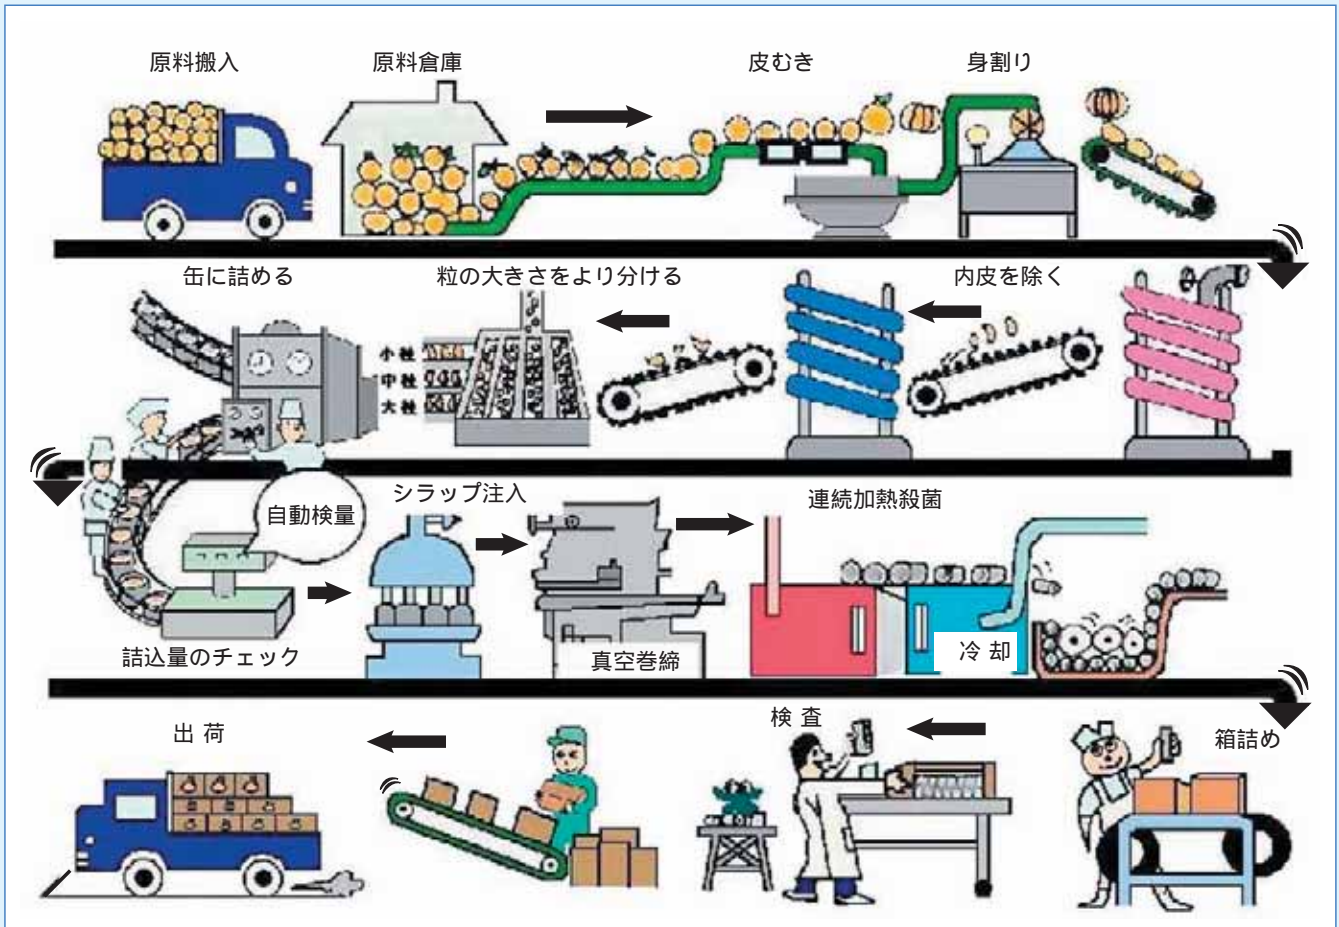 原料搬入
原料倉庫
皮むき
身割り
内皮を除く
粒の大きさをより分ける
小粒
中粒
大粒
缶に詰める
自動検量
詰込量のチェック
シラップ注入
真空巻締
連続加熱殺菌
冷却
箱詰め
検査
出荷